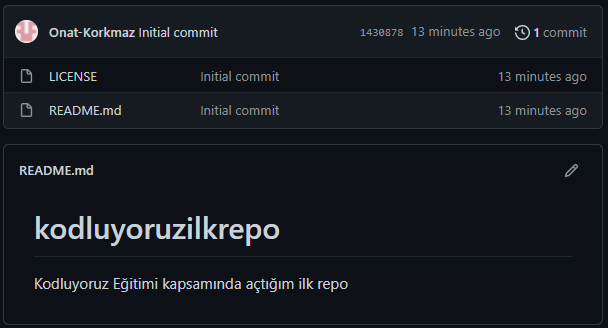 Onat-Korkmaz Initial commit 1430878 13 minutes ago 1 commit
LICENSE Initial commit 13 minutes ago
README.md Initial commit 13 minutes ago
README.md
kodluyoruzilkrepo
Kodluyoruz Eğitimi kapsamında açtığım ilk repo